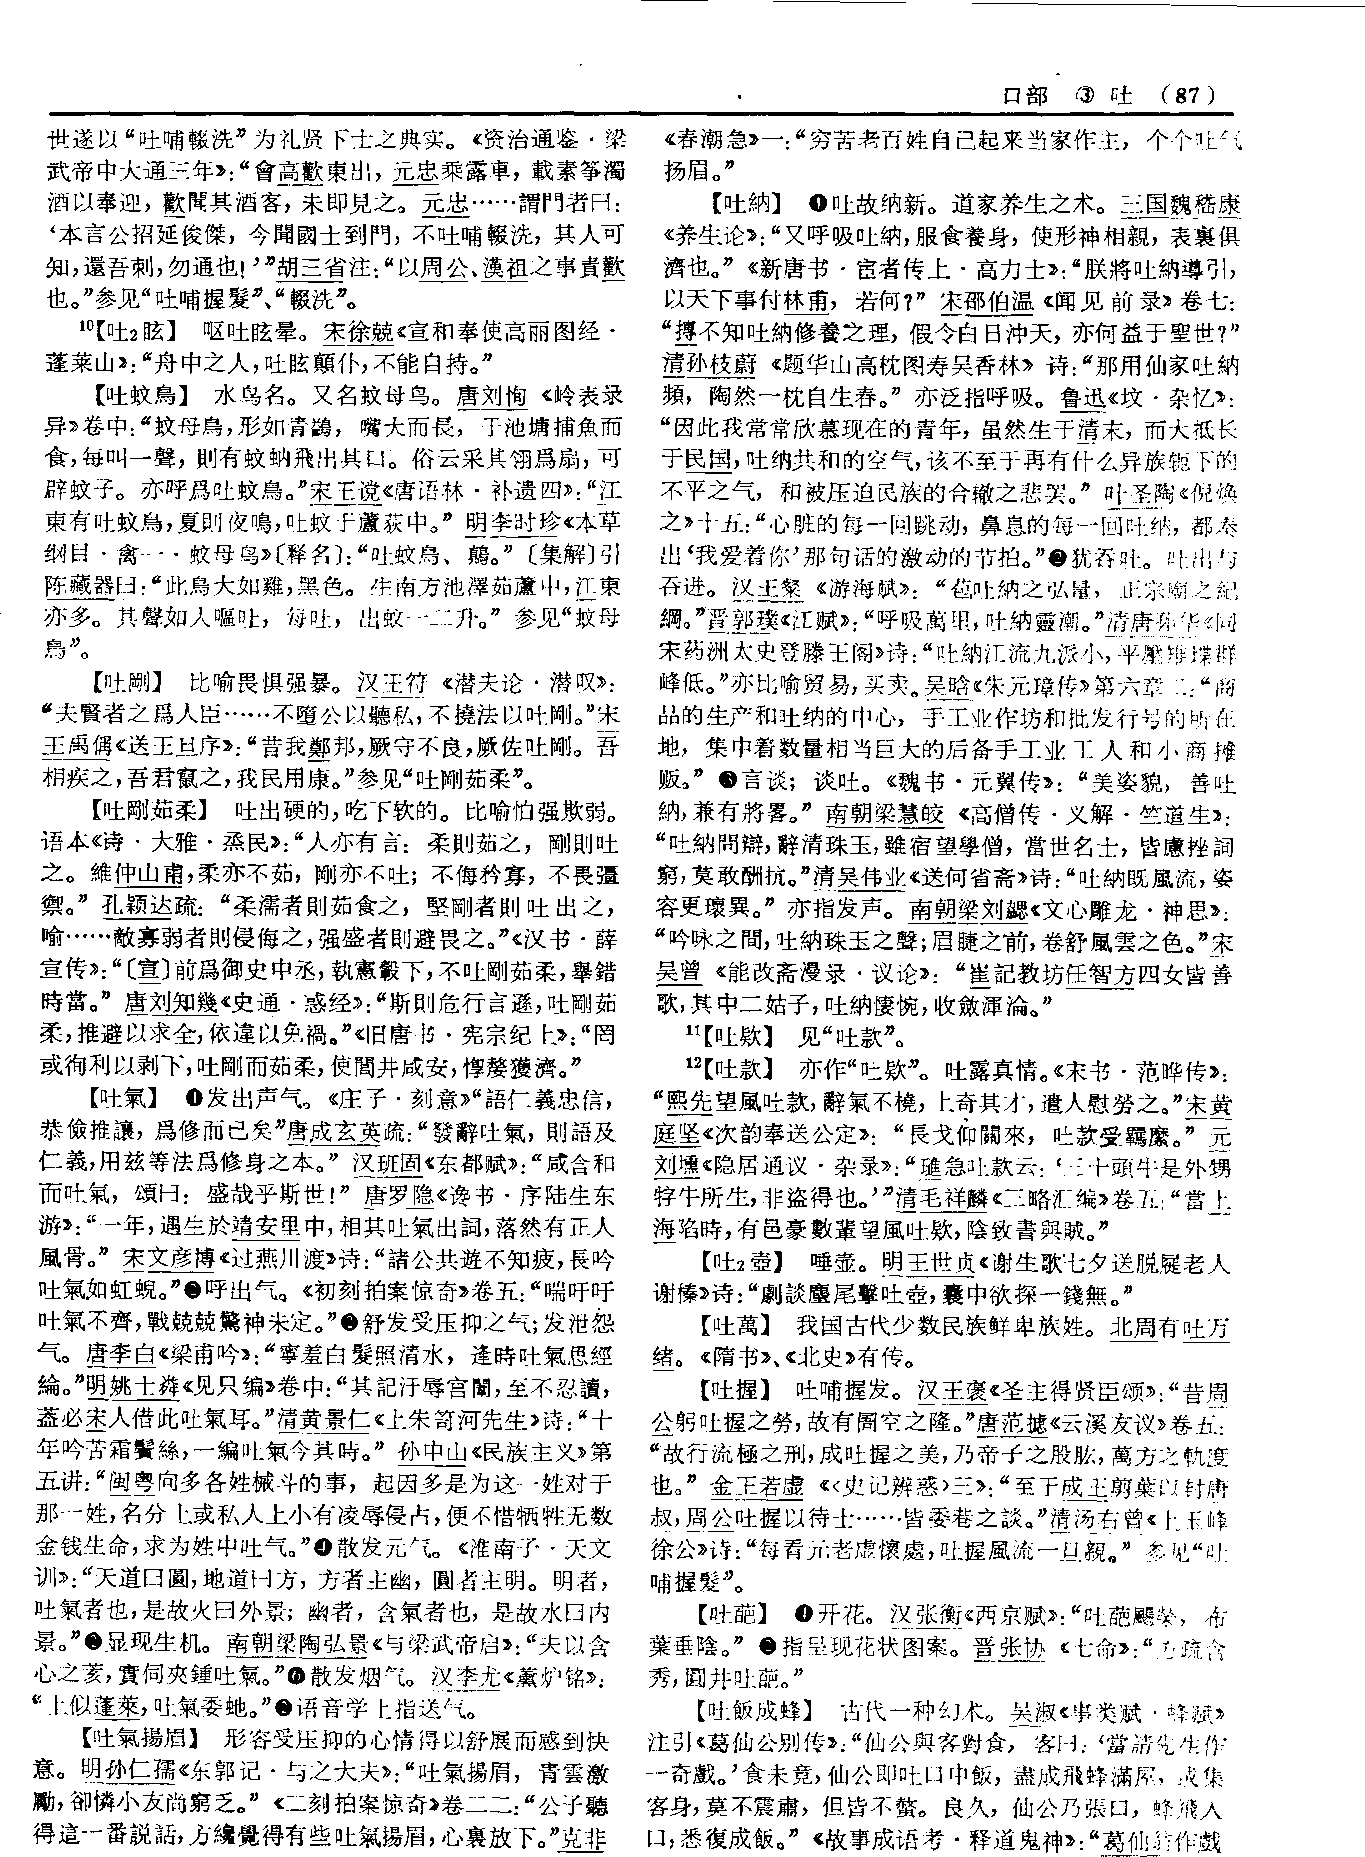 口部 ③ 吐 （87）
世遂以“吐哺輟洗”为礼贤下士之典实。《资治通鉴·梁
武帝中大通三年》：“會高歡東出，元忠乘露車，載素筝濁
酒以奉迎，歡聞其酒客，未即見之。元忠……謂門者曰：
‘本言公招延俊傑，今聞國士到門，不吐哺輟洗，其人可
知，還吾刺，勿通也！’”胡三省注：“以周公、漢祖之事責歡
也。”参见“吐哺握髮”、“輟洗”。
10【吐2眩】 呕吐眩晕。宋徐兢《宣和奉使高丽图经·
蓬莱山》：“舟中之人，吐眩顛仆，不能自持。”
【吐蚊鳥】 水鸟名。又名蚊母鸟。唐刘恂《岭表录
异》卷中：“蚊母鳥，形如青鷁，嘴大而長，于池塘捕魚而
食，每叫一聲，則有蚊蚋飛出其口。俗云采其翎爲扇，可
辟蚊子。亦呼爲吐蚊鳥。”宋王谠《唐语林·补遗四》：“江
東有吐蚊鳥，夏則夜鳴，吐蚊于蘆荻中。”明李时珍《本草
纲目·禽一·蚊母鸟》〔释名〕：“吐蚊鳥、鷏。”〔集解〕引
陈藏器曰：“此鳥大如雞，黑色。生南方池澤茹蘆中，江東
亦多。其聲如人嘔吐，每吐，出蚊一二升。”参见“蚊母
鳥”。
【吐剛】 比喻畏惧强暴。汉王符《潜夫论·潜叹》：
“夫賢者之爲人臣……不墮公以聽私，不撓法以吐剛。”宋
王禹偁《送王旦序》：“昔我鄭邦，厥守不良，厥佐吐剛。吾
相疾之，吾君竄之，我民用康。”参见“吐剛茹柔”。
【吐剛茹柔】 吐出硬的，吃下软的。比喻怕强欺弱。
语本《诗·大雅·烝民》：“人亦有言：柔則茹之，剛則吐
之。維仲山甫，柔亦不茹，剛亦不吐；不侮矜寡，不畏彊
禦。”孔颖达疏：“柔濡者則茹食之，堅剛者則吐出之，
喻……敵寡弱者則侵侮之，强盛者則避畏之。”《汉书·薛
宣传》：“〔宣〕前爲御史中丞，執憲轂下，不吐剛茹柔，舉錯
時當。”唐刘知幾《史通·惑经》：“斯則危行言遜，吐剛茹
柔，推避以求全，依違以免禍。”《旧唐书·宪宗纪上》：“罔
或徇利以剥下，吐剛而茹柔，使閭井咸安，惸嫠獲濟。”
【吐氣】 ❶发出声气。《庄子·刻意》“語仁義忠信，
恭儉推讓，爲修而已矣”唐成玄英疏：“發辭吐氣，則語及
仁義，用兹等法爲修身之本。”汉班固《东都赋》：“咸含和
而吐氣，頌曰：盛哉乎斯世！”唐罗隐《谗书·序陆生东
游》：“一年，遇生於靖安里中，相其吐氣出詞，落然有正人
風骨。”宋文彦博《过燕川渡》诗：“諸公共遊不知疲，長吟
吐氣如虹蜺。”❷呼出气。《初刻拍案惊奇》卷五：“喘吁吁
吐氣不齊，戰兢兢驚神未定。”❸舒发受压抑之气；发泄怨
气。唐李白《梁甫吟》：“寧羞白髮照清水，逢時吐氣思經
綸。”明姚士粦《见只编》卷中：“其記汙辱宫闈，至不忍讀，
蓋必宋人借此吐氣耳。”清黄景仁《上朱笥河先生》诗：“十
年吟苦霜鬢絲，一編吐氣今其時。”孙中山《民族主义》第
五讲：“闽粤向多各姓械斗的事，起因多是为这一姓对于
那一姓，名分上或私人上小有凌辱侵占，便不惜牺牲无数
金钱生命，求为姓中吐气。”❹散发元气。《淮南子·天文
训》：“天道曰圓，地道曰方，方者主幽，圓者主明。明者，
吐氣者也，是故火曰外景；幽者，含氣者也，是故水曰内
景。”❺显现生机。南朝梁陶弘景《与梁武帝启》：“夫以含
心之荄，實伺夾鍾吐氣。”❻散发烟气。汉李尤《薰炉铭》：
“上似蓬萊，吐氣委虵。”❼语音学上指送气。
【吐氣揚眉】 形容受压抑的心情得以舒展而感到快
意。明孙仁孺《东郭记·与之大夫》：“吐氣揚眉，青雲激
勵，卻憐小友尚窮乏。”《二刻拍案惊奇》卷二二：“公子聽
得這一番説話，方纔覺得有些吐氣揚眉，心裏放下。”克非
《春潮急》一：“穷苦老百姓自己起来当家作主，个个吐气
扬眉。”
【吐納】 ❶吐故纳新。道家养生之术。三国魏嵇康
《养生论》：“又呼吸吐納，服食養身，使形神相親，表裏俱
濟也。”《新唐书·宦者传上·高力士》：“朕將吐納導引，
以天下事付林甫，若何？”宋邵伯温《闻见前录》卷七：
“摶不知吐納修養之理，假令白日沖天，亦何益于聖世？”
清孙枝蔚《题华山高枕图寿吴香林》诗：“那用仙家吐納
頻，陶然一枕自生春。”亦泛指呼吸。鲁迅《坟·杂忆》：
“因此我常常欣慕现在的青年，虽然生于清末，而大抵长
于民国，吐纳共和的空气，该不至于再有什么异族轭下的
不平之气，和被压迫民族的合辙之悲罢。”叶圣陶《倪焕
之》十五：“心脏的每一回跳动，鼻息的每一回吐纳，都奏
出‘我爱着你’那句话的激动的节拍。”❷犹吞吐。吐出与
吞进。汉王粲《游海赋》：“苞吐納之弘量，正宗廟之紀
綱。”晋郭璞《江赋》：“呼吸萬里，吐納靈潮。”清唐孙华《同
宋药洲太史登滕王阁》诗：“吐納江流九派小，平壓雉堞群
峰低。”亦比喻贸易，买卖。吴晗《朱元璋传》第六章二：“商
品的生产和吐纳的中心，手工业作坊和批发行号的所在
地，集中着数量相当巨大的后备手工业工人和小商摊
贩。”❸言谈；谈吐。《魏书·元翼传》：“美姿貌，善吐
納，兼有將畧。”南朝梁慧皎《高僧传·义解·竺道生》：
“吐納問辯，辭清珠玉，雖宿望學僧，當世名士，皆慮挫詞
窮，莫敢酬抗。”清吴伟业《送何省斋》诗：“吐納既風流，姿
容更瓌異。”亦指发声。南朝梁刘勰《文心雕龙·神思》：
“吟咏之間，吐納珠玉之聲；眉睫之前，卷舒風雲之色。”宋
吴曾《能改斋漫录·议论》：“崔記教坊任智方四女皆善
歌，其中二姑子，吐納悽惋，收斂渾淪。”
11【吐欵】 见“吐款”。
12【吐款】 亦作“吐欵”。吐露真情。《宋书·范晔传》：
“熙先望風吐款，辭氣不橈，上奇其才，遣人慰勞之。”宋黄
庭坚《次韵奉送公定》：“長戈仰關來，吐款受羈縻。”元
刘壎《隐居通议·杂录》：“璡急吐款云：‘三十頭牛是外甥
牸牛所生，非盗得也。’”清毛祥麟《三略汇编》卷五：“當上
海陷時，有邑豪數輩望風吐欵，陰致書與賊。”
【吐2壺】 唾壶。明王世贞《谢生歌七夕送脱屣老人
谢榛》诗：“劇談麈尾擊吐壺，囊中欲探一錢無。”
【吐萬】 我国古代少数民族鲜卑族姓。北周有吐万
绪。《隋书》、《北史》有传。
【吐握】 吐哺握发。汉王褒《圣主得贤臣颂》：“昔周
公躬吐握之勞，故有圄空之隆。”唐范摅《云溪友议》卷五：
“故行流極之刑，成吐握之美，乃帝子之股肱，萬方之軌度
也。”金王若虚《〈史记辨惑〉三》：“至于成王剪葉以封唐
叔，周公吐握以待士……皆委巷之談。”清汤右曾《上玉峰
徐公》诗：“每看元老虚懷處，吐握風流一旦親。”参见“吐
哺握髮”。
【吐葩】 ❶开花。汉张衡《西京赋》：“吐葩颺榮，布
葉垂陰。”❷指呈现花状图案。晋张协《七命》：“方疏含
秀，圓井吐葩。”
【吐飯成蜂】 古代一种幻术。吴淑《事类赋·蜂赋》
注引《葛仙公别传》：“仙公與客對食，客曰：‘當請先生作
一奇戲。’食未竟，仙公即吐口中飯，盡成飛蜂滿屋，或集
客身，莫不震肅，但皆不螫。良久，仙公乃張口，蜂飛入
口，悉復成飯。”《故事成语考·释道鬼神》：“葛仙翁作戲